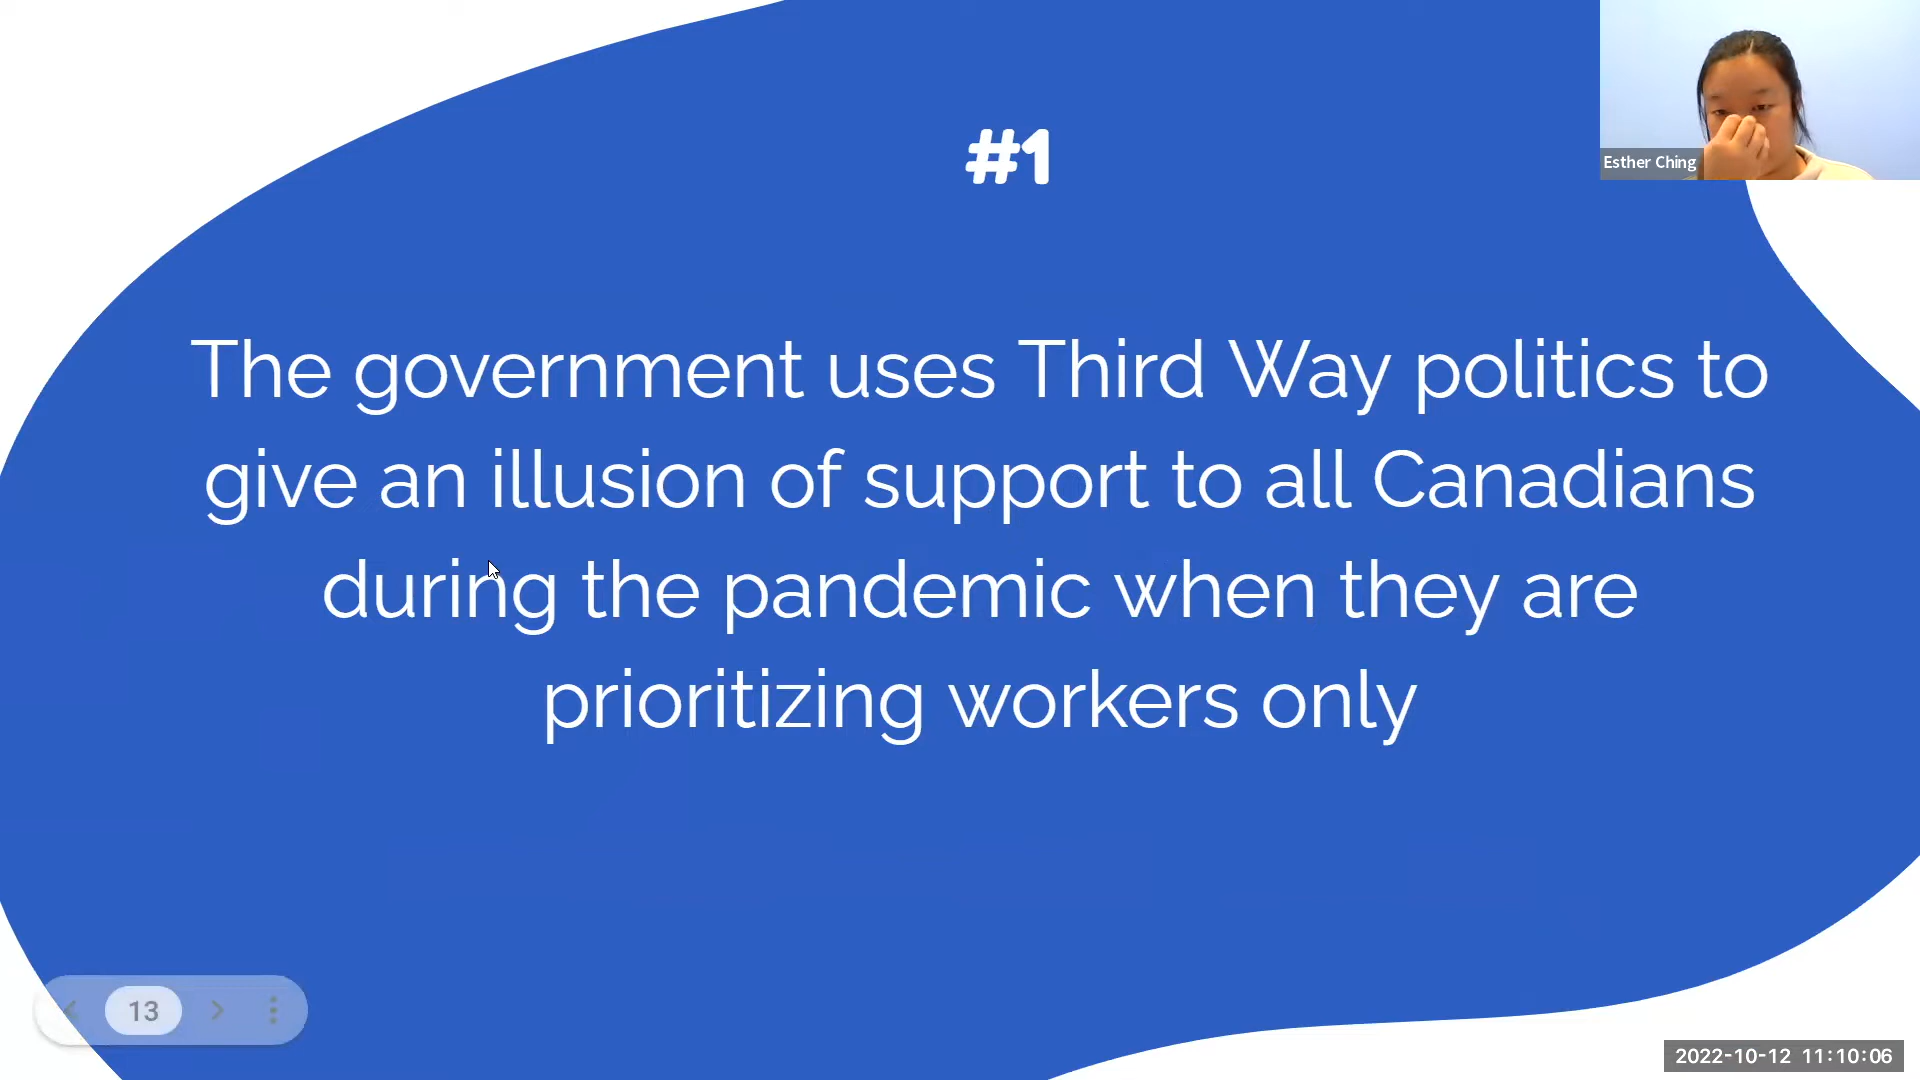 #1
Esther Ching
The government uses Third Way politics to
give an illusion of support to all Canadians
during the pandemic when they are
prioritizing workers only
13
2022-10-12 11:10:06